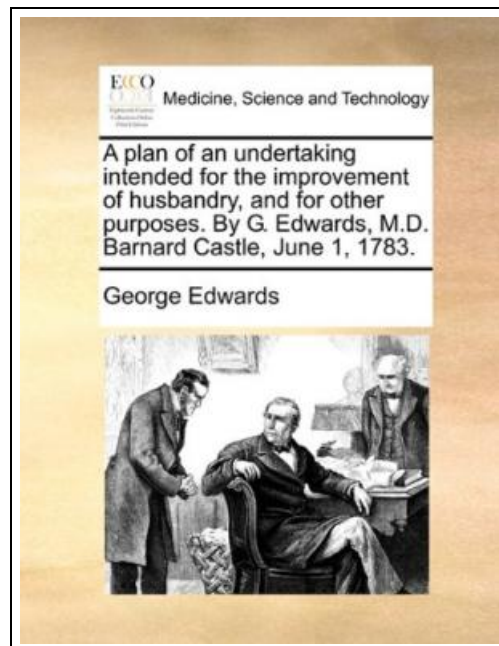 ECCO
Medicine, Science and Technology
A plan of an undertaking
intended for the improvement
of husbandry, and for other
purposes. By G. Edwards, M.D.
Barnard Castle, June 1, 1783.
George Edwards